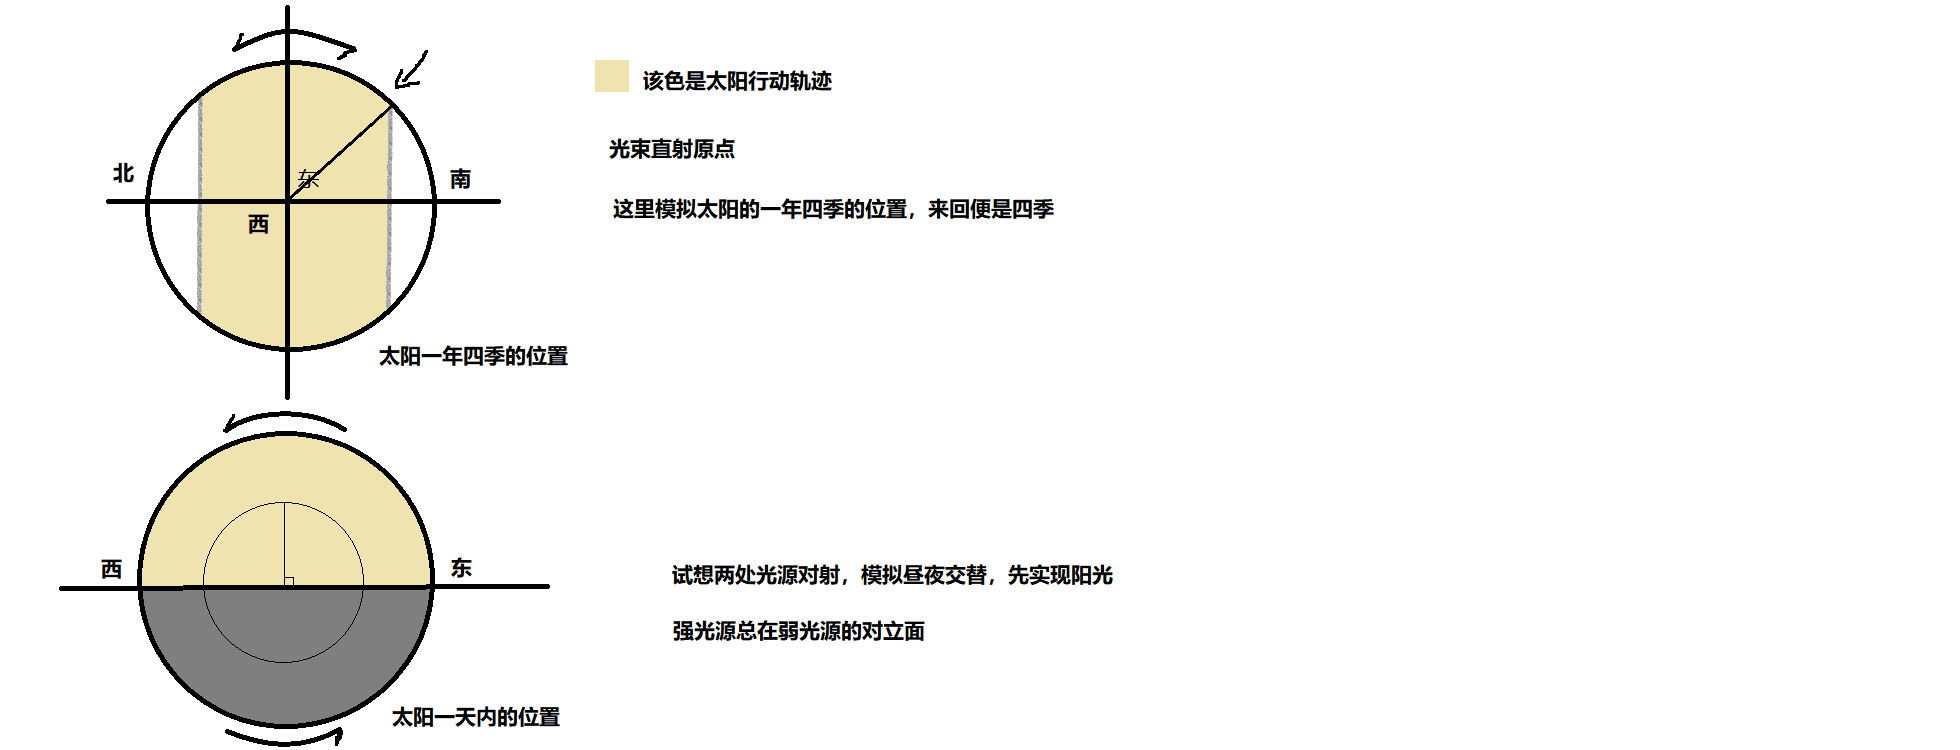 该色是太阳行动轨迹
光束直射原点
北
东
南
这里模拟太阳的一年四季的位置，来回便是四季
西
太阳一年四季的位置
西
东
试想两处光源对射，模拟昼夜交替，先实现阳光
强光源总在弱光源的对立面
太阳一天内的位置